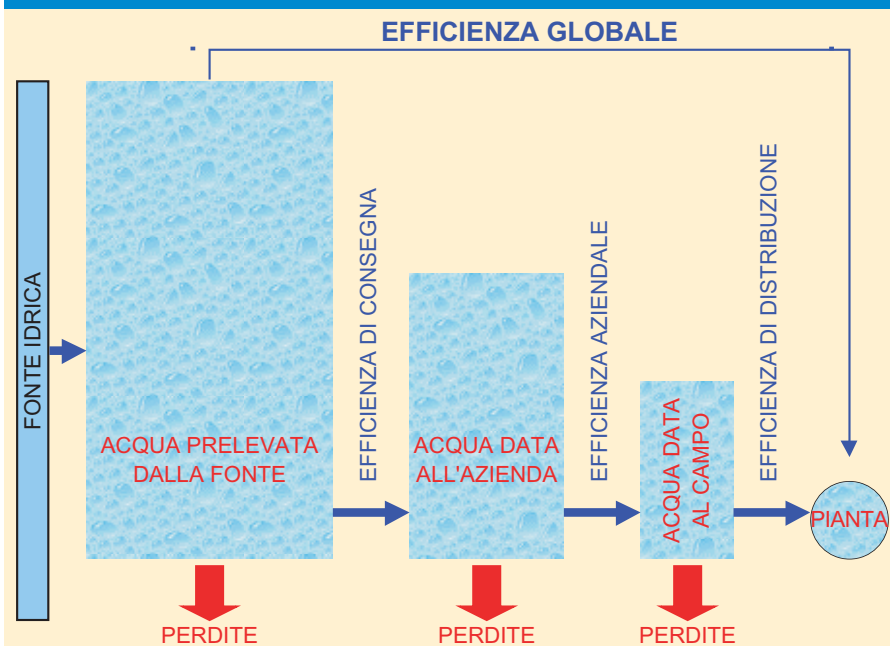 EFFICIENZA GLOBALE
FONTE IDRICA
ACQUA PRELEVATA
DALLA FONTE
EFFICIENZA DI CONSEGNA
ACQUA DATA
ALL'AZIENDA
EFFICIENZA AZIENDALE
ACQUA DATA
AL CAMPO
EFFICIENZA DI DISTRIBUZIONE
PIANTA
PERDITE
PERDITE
PERDITE